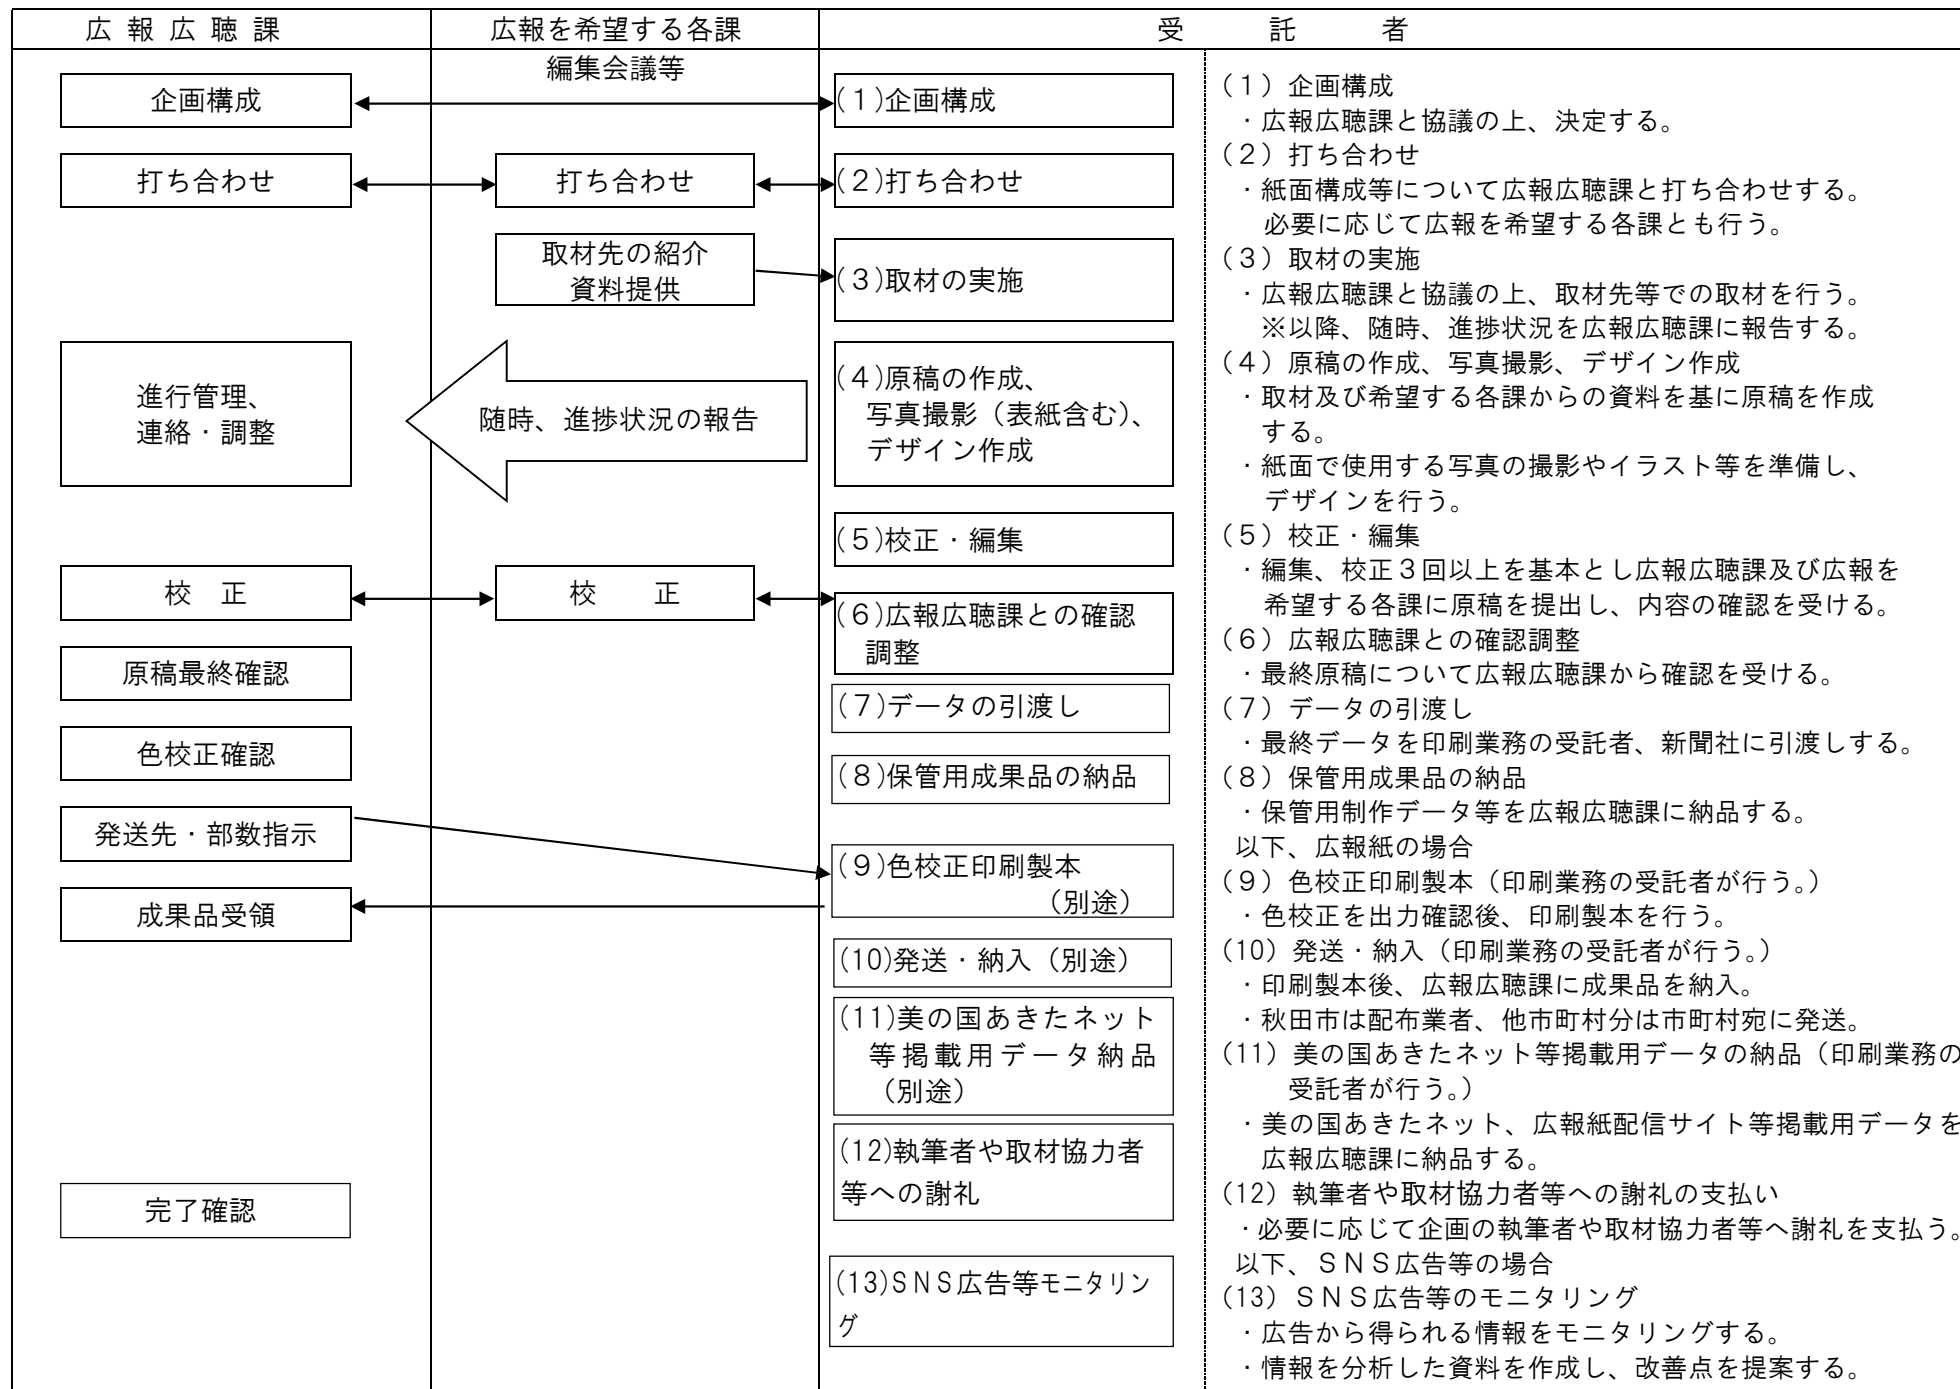 広 報 広 聴 課
広報を希望する各課
受 託 者
編集会議等
企画構成
(１)企画構成
打ち合わせ
打ち合わせ
(２)打ち合わせ
取材先の紹介
資料提供
(３)取材の実施
進行管理、
連絡・調整
随時、進捗状況の報告
(４)原稿の作成、
写真撮影（表紙含む）、
デザイン作成
(５)校正・編集
校　正
校　　正
(６)広報広聴課との確認
調整
原稿最終確認
(７)データの引渡し
色校正確認
(８)保管用成果品の納品
発送先・部数指示
(９)色校正印刷製本
（別途）
成果品受領
(10)発送・納入（別途）
(11)美の国あきたネット
等掲載用データ納品
（別途）
(12)執筆者や取材協力者
等への謝礼
完了確認
(13)ＳＮＳ広告等モニタリン
グ
（１）企画構成
・広報広聴課と協議の上、決定する。
（２）打ち合わせ
・紙面構成等について広報広聴課と打ち合わせする。
必要に応じて広報を希望する各課とも行う。
（３）取材の実施
・広報広聴課と協議の上、取材先等での取材を行う。
※以降、随時、進捗状況を広報広聴課に報告する。
（４）原稿の作成、写真撮影、デザイン作成
・取材及び希望する各課からの資料を基に原稿を作成
する。
・紙面で使用する写真の撮影やイラスト等を準備し、
デザインを行う。
（５）校正・編集
・編集、校正３回以上を基本とし広報広聴課及び広報を
希望する各課に原稿を提出し、内容の確認を受ける。
（６）広報広聴課との確認調整
・最終原稿について広報広聴課から確認を受ける。
（７）データの引渡し
・最終データを印刷業務の受託者、新聞社に引渡しする。
（８）保管用成果品の納品
・保管用制作データ等を広報広聴課に納品する。
以下、広報紙の場合
（９）色校正印刷製本（印刷業務の受託者が行う。）
・色校正を出力確認後、印刷製本を行う。
(10）発送・納入（印刷業務の受託者が行う。）
・印刷製本後、広報広聴課に成果品を納入。
・秋田市は配布業者、他市町村分は市町村宛に発送。
(11）美の国あきたネット等掲載用データの納品（印刷業務の
受託者が行う。）
・美の国あきたネット、広報紙配信サイト等掲載用データを
広報広聴課に納品する。
(12）執筆者や取材協力者等への謝礼の支払い
・必要に応じて企画の執筆者や取材協力者等へ謝礼を支払う。
以下、ＳＮＳ広告等の場合
(13）ＳＮＳ広告等のモニタリング
・広告から得られる情報をモニタリングする。
・情報を分析した資料を作成し、改善点を提案する。